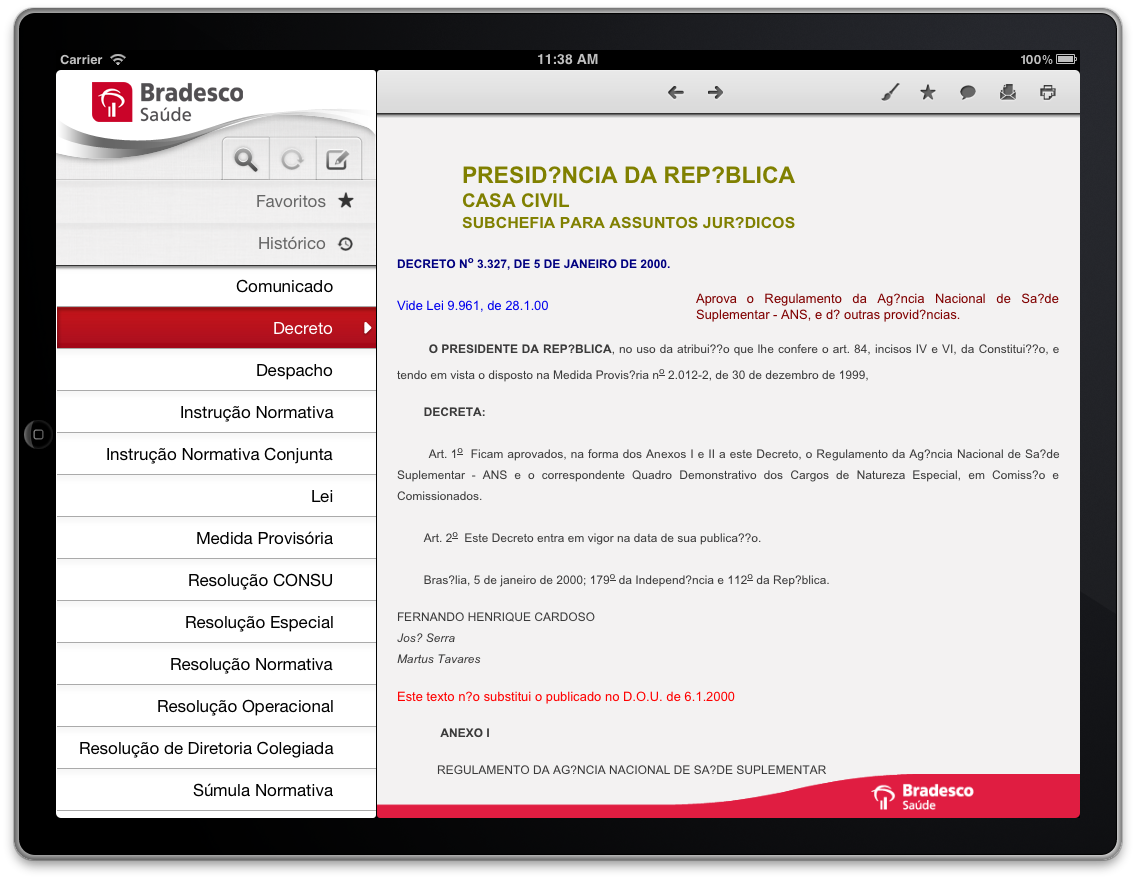 Carrier
11:38 AM
100%
Bradesco
Saúde
Favoritos
Histórico
Comunicado
Decreto
Despacho
Instrução Normativa
Instrução Normativa Conjunta
Lei
Medida Provisória
Resolução CONSU
Resolução Especial
Resolução Normativa
Resolução Operacional
Resolução de Diretoria Colegiada
Súmula Normativa
PRESID?NCIA DA REP?BLICA
CASA CIVIL
SUBCHEFIA PARA ASSUNTOS JUR?DICOS
DECRETO Nº 3.327, DE 5 DE JANEIRO DE 2000.
Vide Lei 9.961, de 28.1.00
Aprova o Regulamento da Ag?ncia Nacional de Sa?de
Suplementar - ANS, e d? outras provid?ncias.
O PRESIDENTE DA REP?BLICA, no uso da atribui??o que lhe confere o art. 84, incisos IV e VI, da Constitui??o, e
tendo em vista o disposto na Medida Provis?ria nº 2.012-2, de 30 de dezembro de 1999,
DECRETA:
Art. 1º Ficam aprovados, na forma dos Anexos I e II a este Decreto, o Regulamento da Ag?ncia Nacional de Sa?de
Suplementar - ANS e o correspondente Quadro Demonstrativo dos Cargos de Natureza Especial, em Comiss?o e
Comissionados.
Art. 2º Este Decreto entra em vigor na data de sua publica??o.
Bras?lia, 5 de janeiro de 2000; 179º da Independ?ncia e 112º da Rep?blica.
FERNANDO HENRIQUE CARDOSO
Jos? Serra
Martus Tavares
Este texto n?o substitui o publicado no D.O.U. de 6.1.2000
ANEXO I
REGULAMENTO DA AG?NCIA NACIONAL DE SA?DE SUPLEMENTAR
Bradesco
Saúde